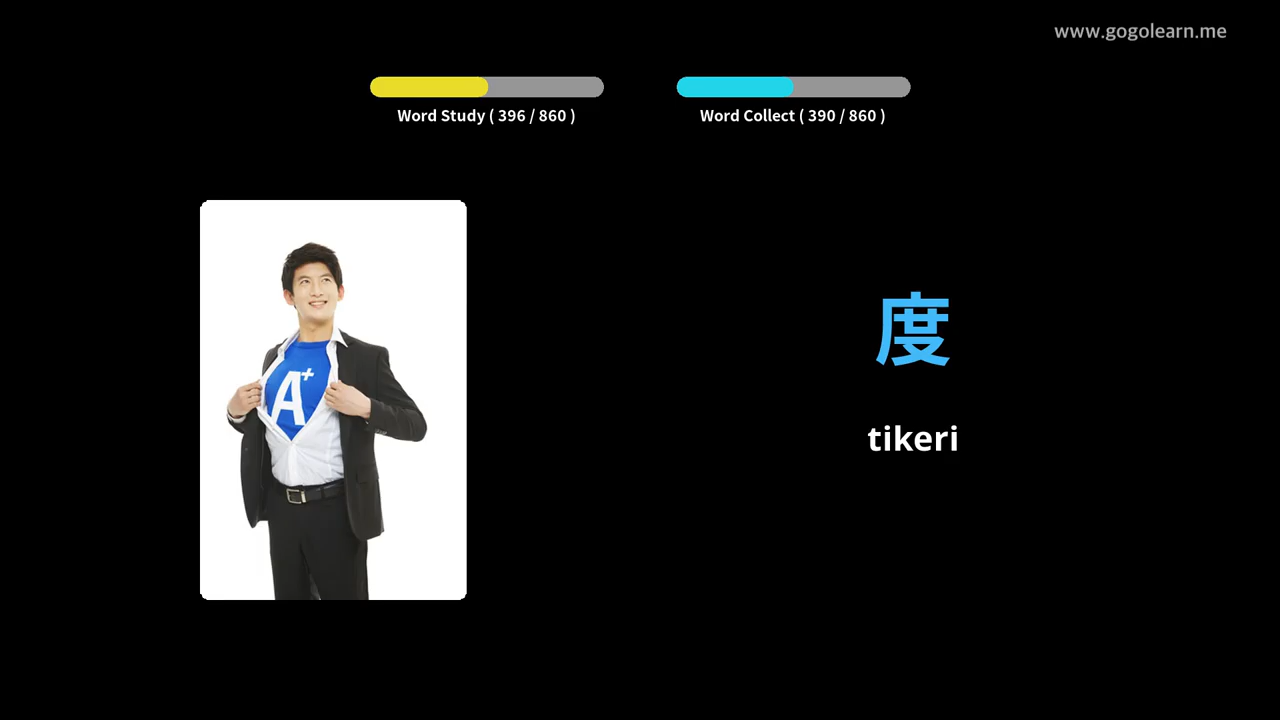 www.gogolearn.me
Word Study ( 396 / 860 )
Word Collect ( 390 / 860 )
A+
度
tikeri